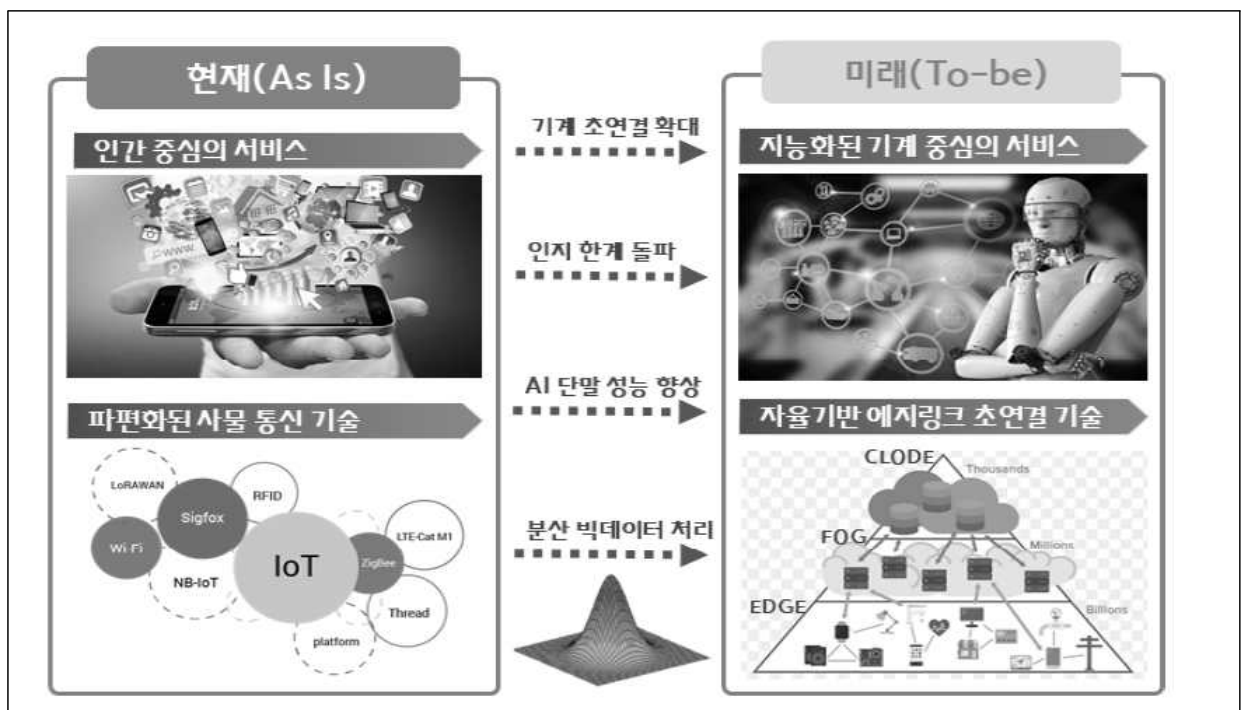 현재(As Is)
인간 중심의 서비스
WWW.
파편화된 사물 통신 기술
LoRAWAN
Sigfox
RFID
Wi-Fi
NB-IoT
IoT
LTE-Cat M1
ZigBee
Thread
platform
기계 초연결 확대
인지 한계 돌파
AI 단말 성능 향상
분산 빅데이터 처리
미래(To-be)
지능화된 기계 중심의 서비스
자율기반 에지링크 초연결 기술
CLODE
Thousands
FOG
Millions
EDGE
Billions